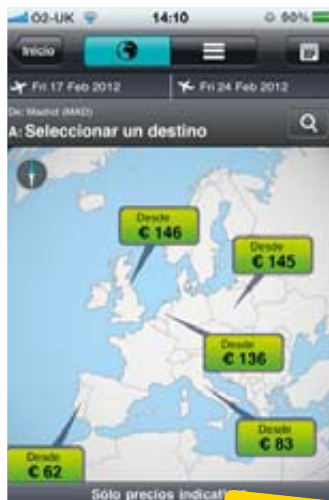 O2-UK 14:10 90%
Inicio
Fri 17 Feb 2012 Fri 24 Feb 2012
De: Madrid (MAD)
A: Seleccionar un destino
Desde
€ 146
Desde
€ 145
Desde
€ 136
Desde
€ 83
Desde
€ 62
Sólo precios